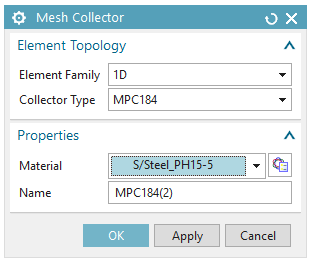 Mesh Collector
Element Topology
Element Family 1D
Collector Type MPC184
Properties
Material S/Steel_PH15-5
Name MPC184(2)
OK Apply Cancel